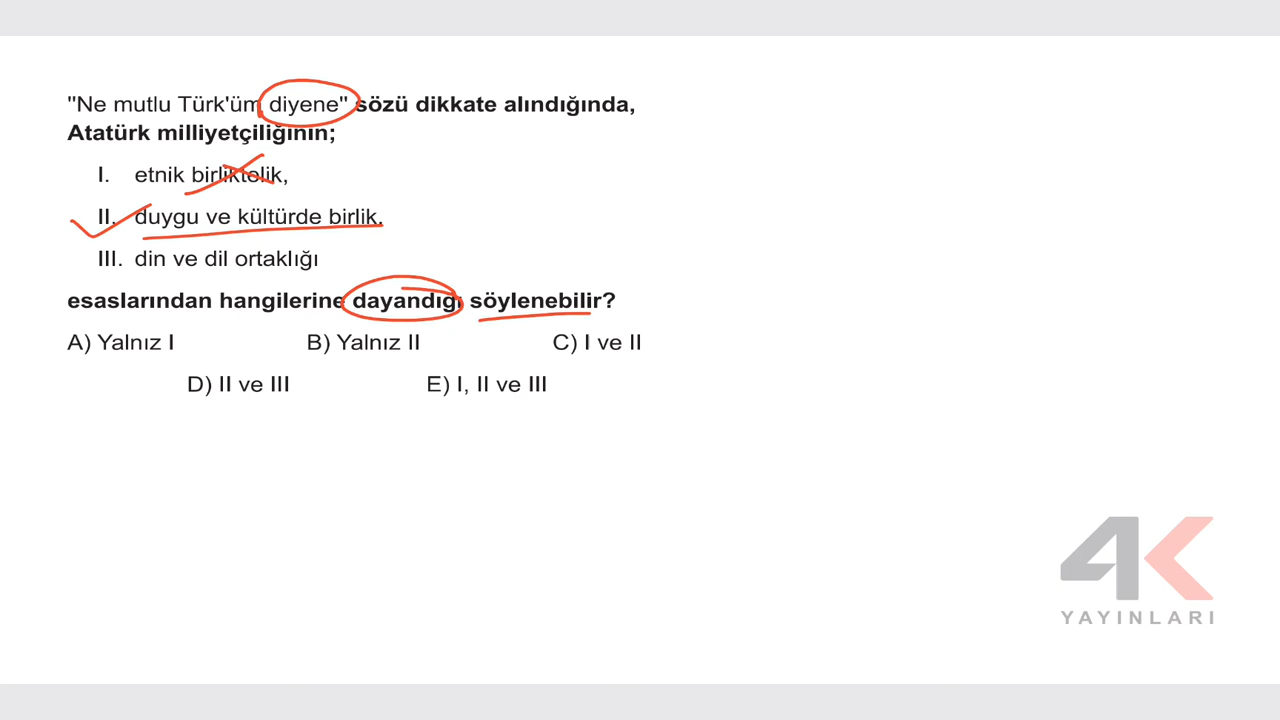 "Ne mutlu Türk'üm diyene" sözü dikkate alındığında,
Atatürk milliyetçiliğinin;
I. etnik birliktelik,
II. duygu ve kültürde birlik,
III. din ve dil ortaklığı
esaslarından hangilerine dayandığı söylenebilir?
A) Yalnız I B) Yalnız II C) I ve II
D) II ve III E) I, II ve III
4K
YAYINLARI